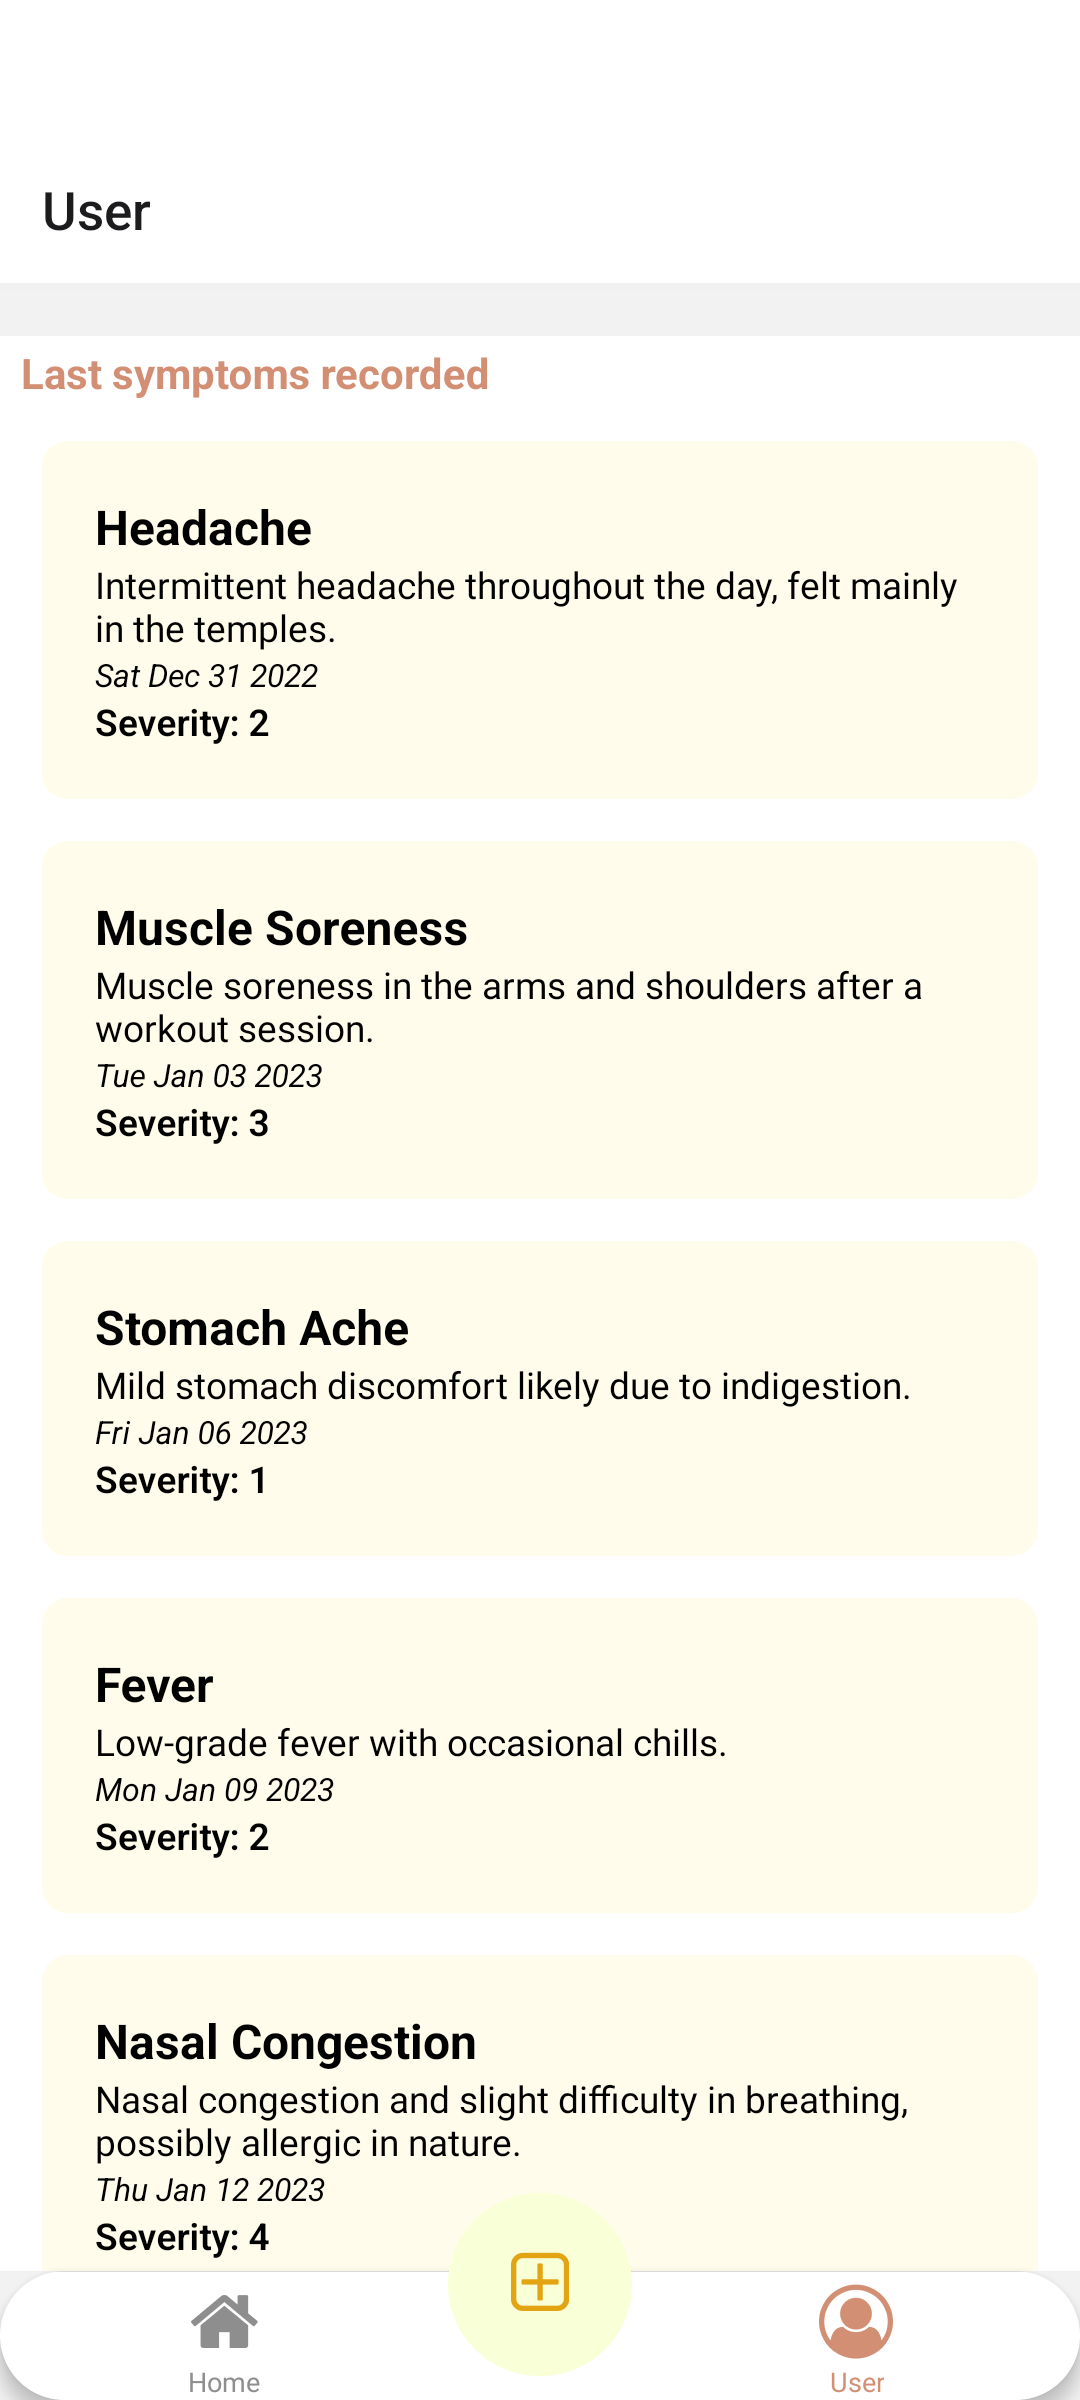 User
Last symptoms recorded
Headache
Intermittent headache throughout the day, felt mainly
in the temples.
Sat Dec 31 2022
Severity: 2
Muscle Soreness
Muscle soreness in the arms and shoulders after a
workout session.
Tue Jan 03 2023
Severity: 3
Stomach Ache
Mild stomach discomfort likely due to indigestion.
Fri Jan 06 2023
Severity: 1
Fever
Low-grade fever with occasional chills.
Mon Jan 09 2023
Severity: 2
Nasal Congestion
Nasal congestion and slight difficulty in breathing,
possibly allergic in nature.
Thu Jan 12 2023
Severity: 4
Home
User